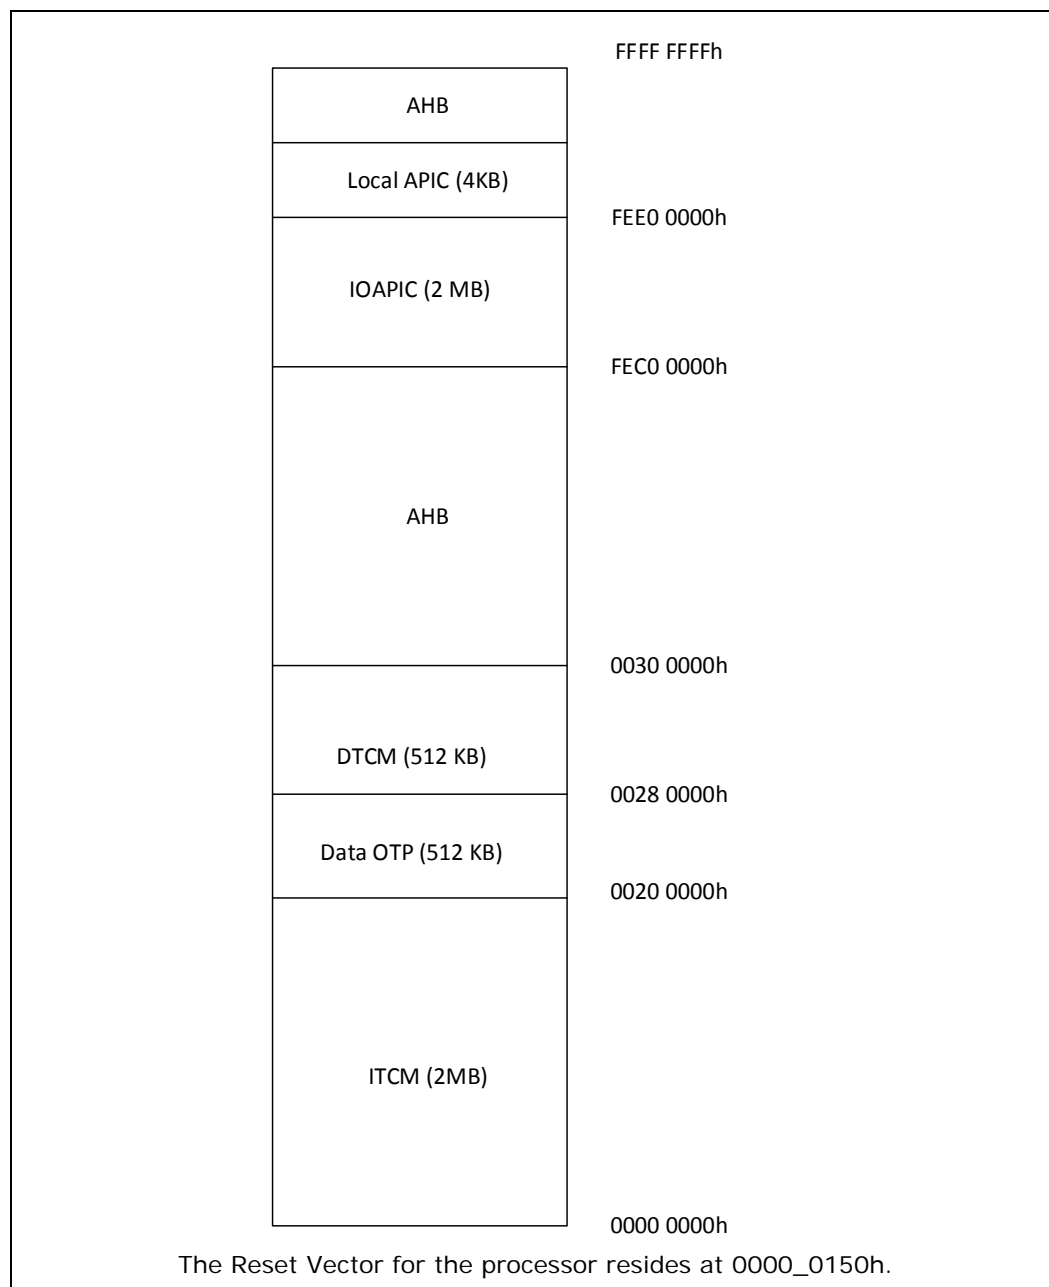 FFFF FFFFh
AHB
Local APIC (4KB)
FEE0 0000h
IOAPIC (2 MB)
FEC0 0000h
AHB
0030 0000h
DTCM (512 KB)
0028 0000h
Data OTP (512 KB)
0020 0000h
ITCM (2MB)
0000 0000h
The Reset Vector for the processor resides at 0000_0150h.